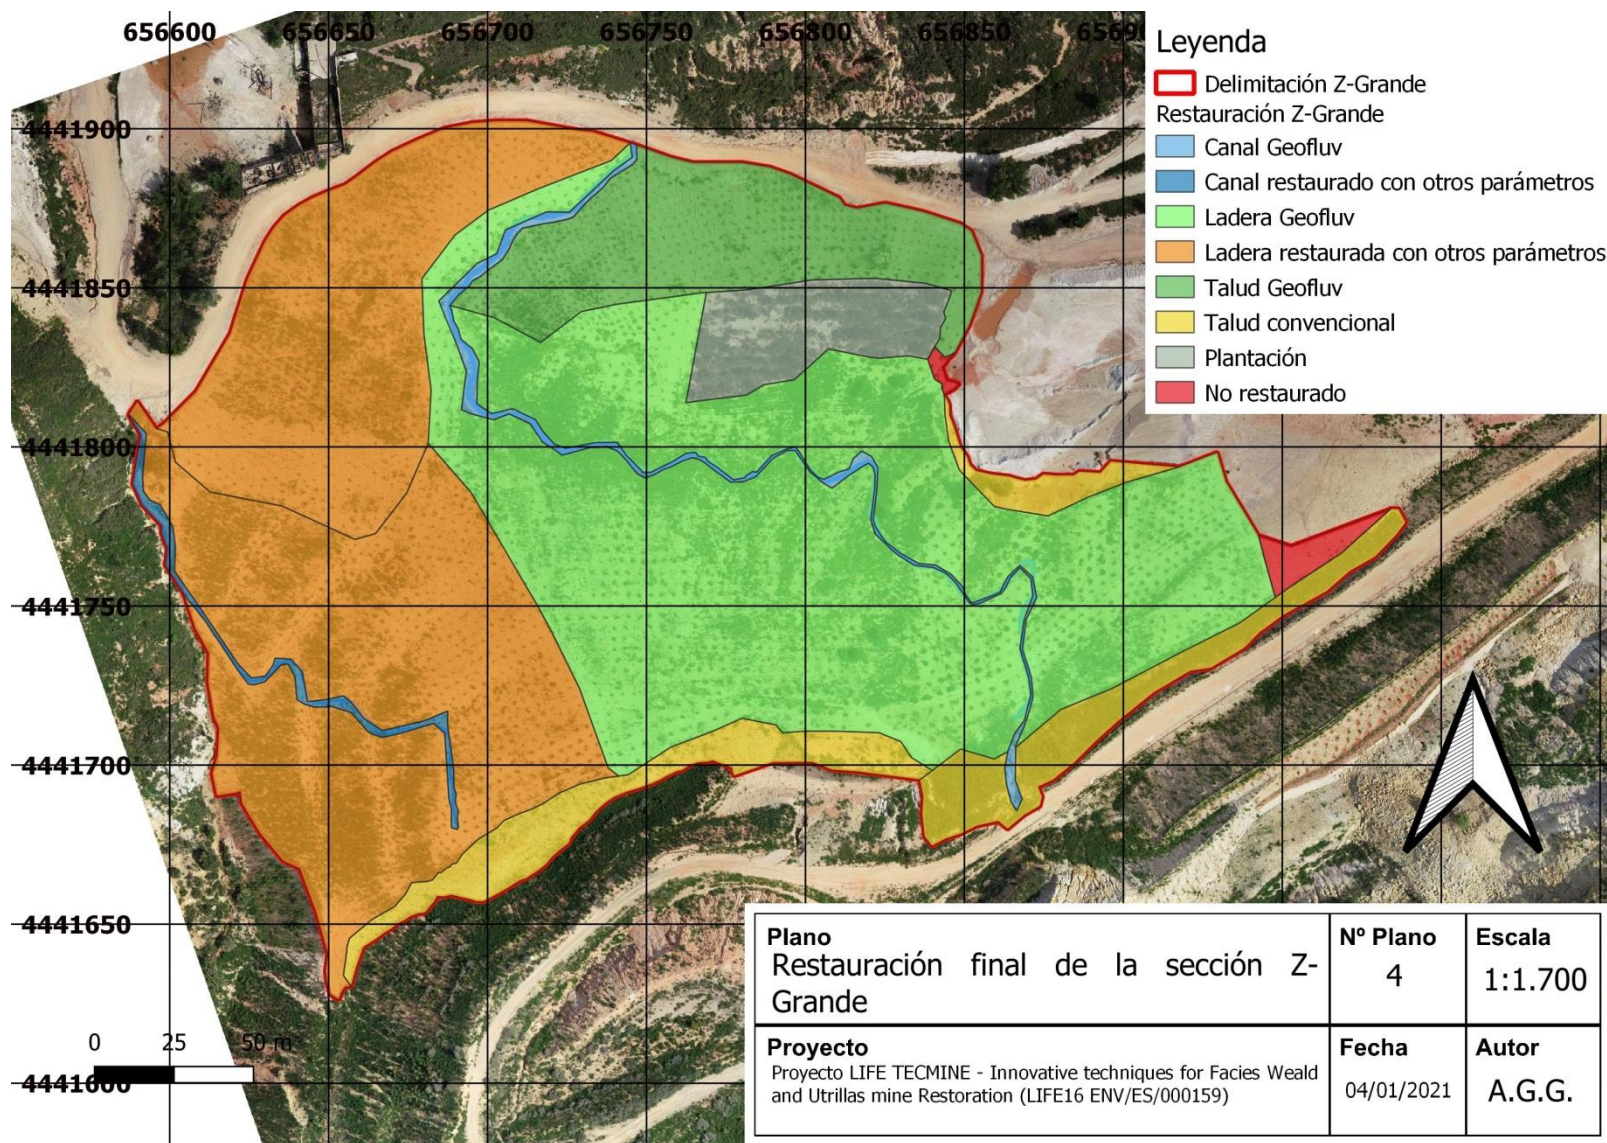 656600
656650
656700
656750
656800
656850
4441900
4441850
4441800
4441750
4441700
4441650
4441600
Leyenda
Delimitación Z-Grande
Restauración Z-Grande
Canal Geofluv
Canal restaurado con otros parámetros
Ladera Geofluv
Ladera restaurada con otros parámetros
Talud Geofluv
Talud convencional
Plantación
No restaurado
0 25 50 m
Plano
Restauración final de la sección Z-
Grande
Nº Plano
4
Escala
1:1.700
Proyecto
Proyecto LIFE TECMINE - Innovative techniques for Facies Weald
and Utrillas mine Restoration (LIFE16 ENV/ES/000159)
Fecha
04/01/2021
Autor
A.G.G.